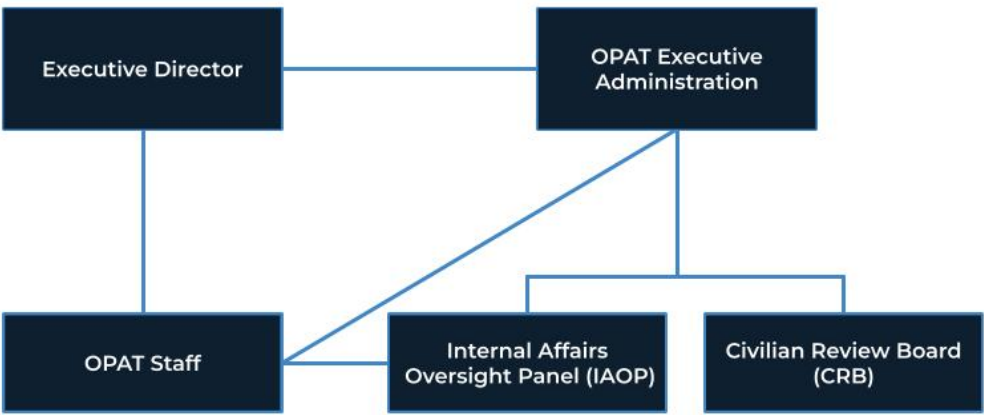 Executive Director
OPAT Executive
Administration
OPAT Staff
Internal Affairs
Oversight Panel (IAOP)
Civilian Review Board
(CRB)